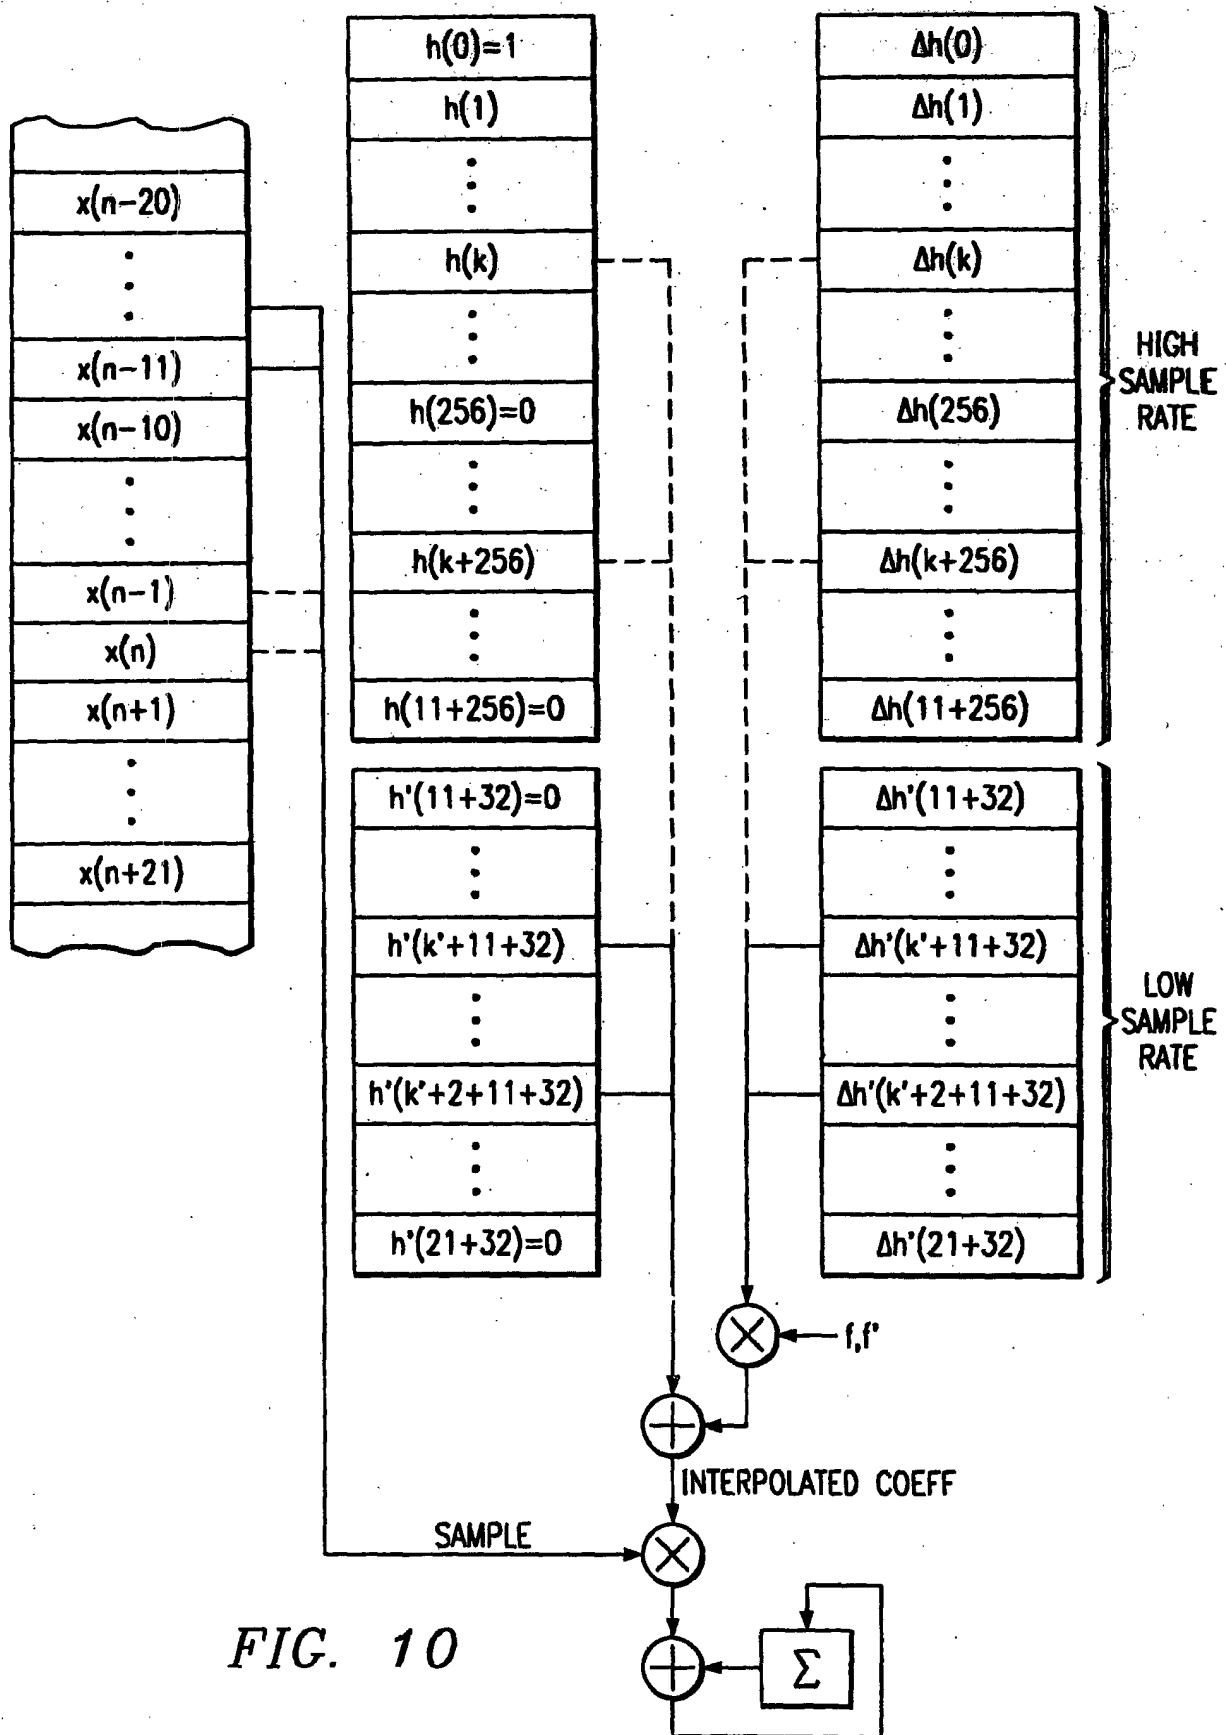 x(n-20)
x(n-11)
x(n-10)
x(n-1)
x(n)
x(n+1)
x(n+21)
h(0)=1
h(1)
h(k)
h(256)=0
h(k+256)
h(11+256)=0
h'(11+32)=0
h'(k'+11+32)
h'(k'+2+11+32)
h'(21+32)=0
Δh(0)
Δh(1)
Δh(k)
Δh(256)
Δh(k+256)
Δh(11+256)
Δh'(11+32)
Δh'(k'+11+32)
Δh'(k'+2+11+32)
Δh'(21+32)
HIGH
SAMPLE
RATE
LOW
SAMPLE
RATE
f,f'
INTERPOLATED COEFF
SAMPLE
Σ
FIG. 10